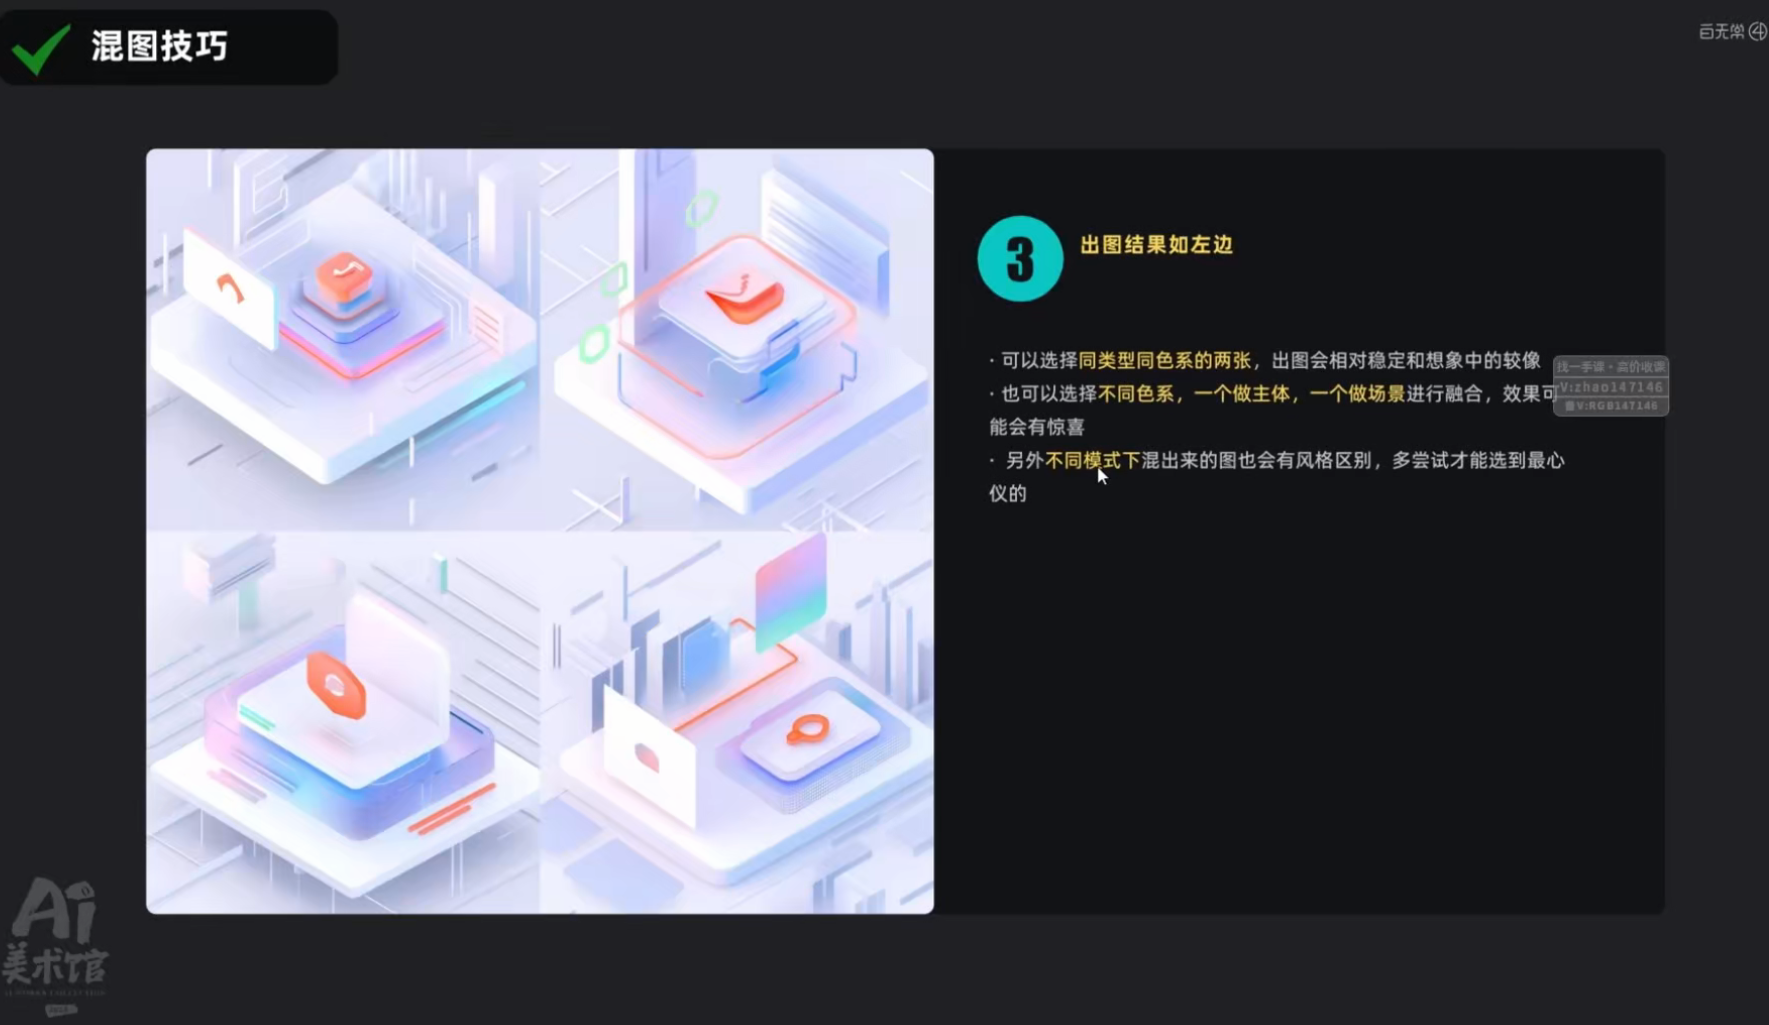 混图技巧
白无常④
3
出图结果如左边
· 可以选择同类型同色系的两张，出图会相对稳定和想象中的较像
· 也可以选择不同色系，一个做主体，一个做场景进行融合，效果可
能会有惊喜
· 另外不同模式下混出来的图也会有风格区别，多尝试才能选到最心
仪的
找一手课·高价收课
V:zhao147146
V:RGB147146
Ai
美术馆